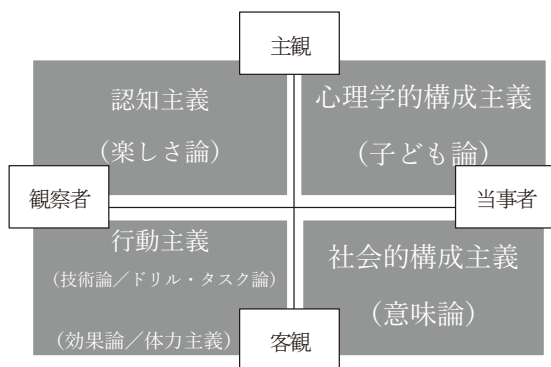 主観
認知主義
(楽しさ論)
心理学的構成主義
(子ども論)
観察者
当事者
行動主義
(技術論/ドリル・タスク論)
(効果論/体力主義)
社会的構成主義
(意味論)
客観